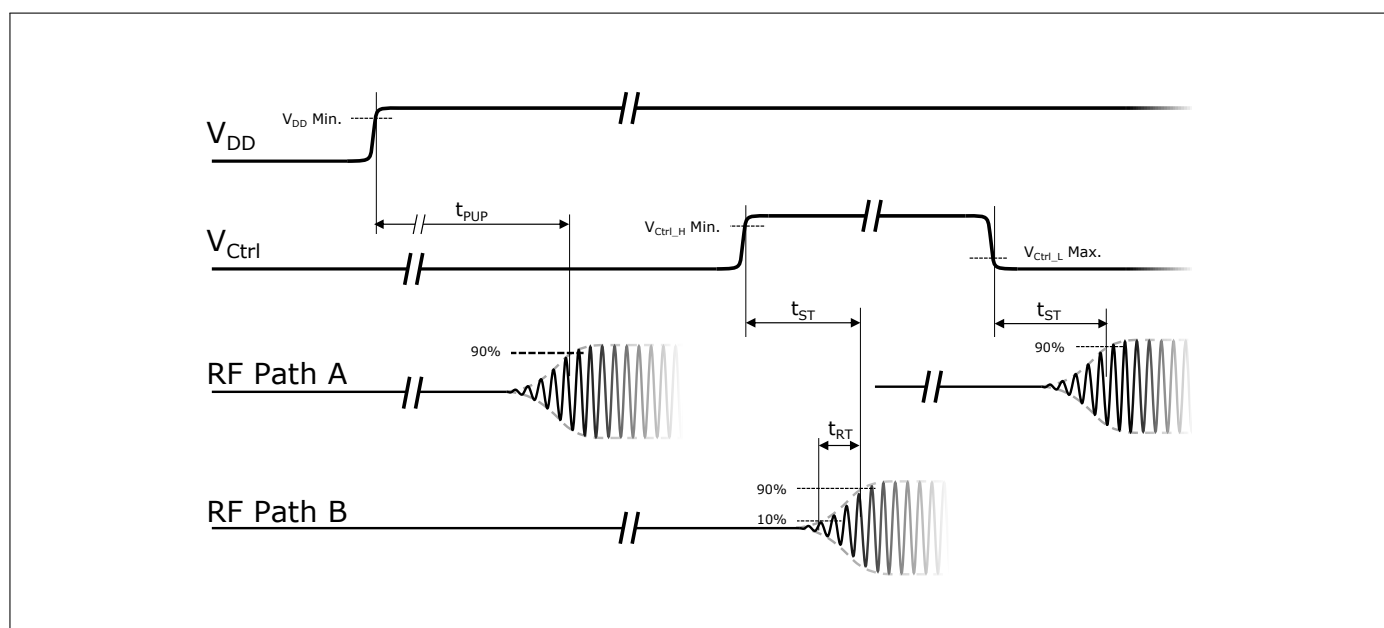 V_DD Min.
V_DD
t_PUP
V_Ctrl_H Min.
V_Ctrl
V_Ctrl_L Max.
t_ST
t_ST
90%
90%
RF Path A
t_RT
90%
RF Path B
10%